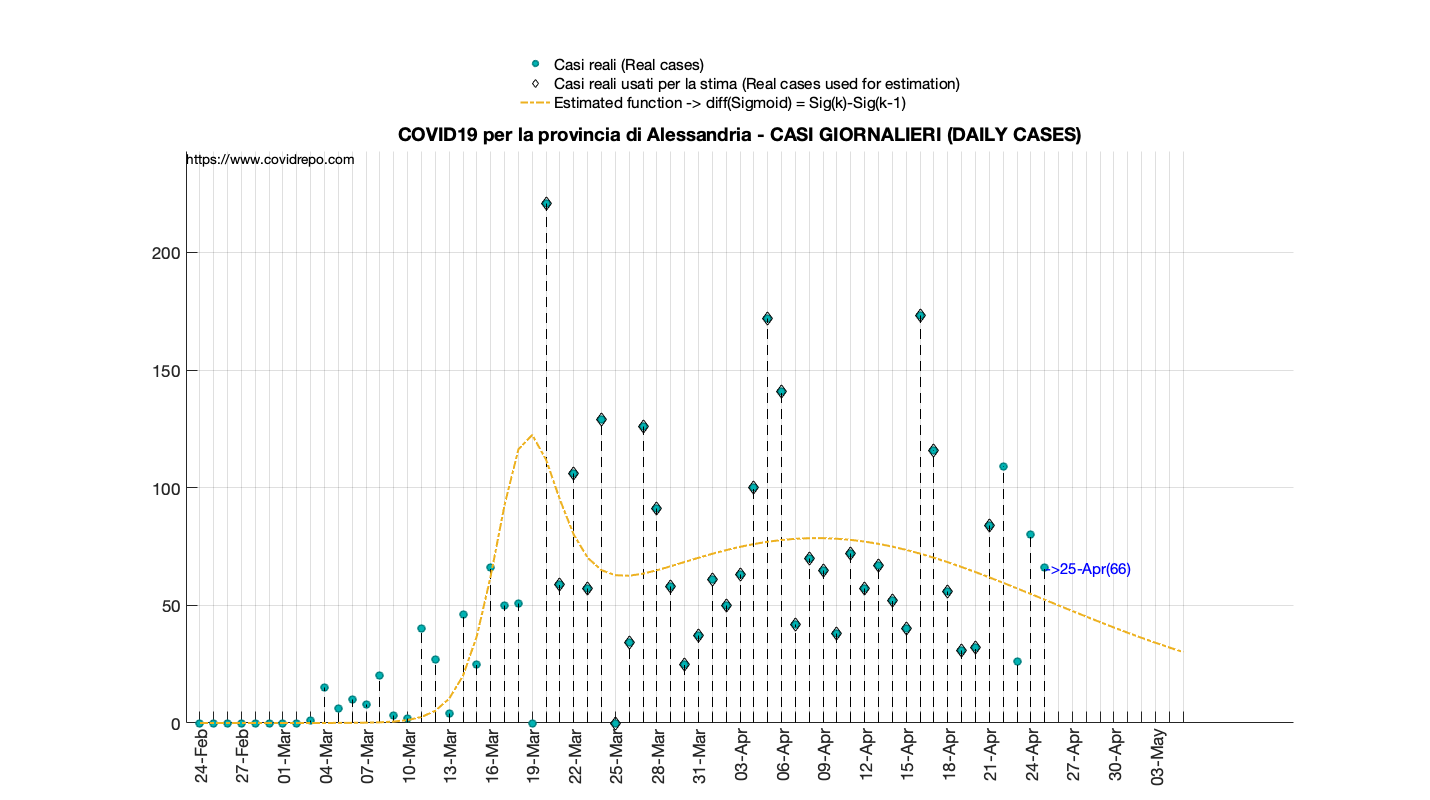 Casi reali (Real cases)
Casi reali usati per la stima (Real cases used for estimation)
Estimated function -> diff(Sigmoid) = Sig(k)-Sig(k-1)
COVID19 per la provincia di Alessandria - CASI GIORNALIERI (DAILY CASES)
https://www.covidrepo.com
200
150
100
50
0
->25-Apr(66)
24-Feb
27-Feb
01-Mar
04-Mar
07-Mar
10-Mar
13-Mar
16-Mar
19-Mar
22-Mar
25-Mar
28-Mar
31-Mar
03-Apr
06-Apr
09-Apr
12-Apr
15-Apr
18-Apr
21-Apr
24-Apr
27-Apr
30-Apr
03-May